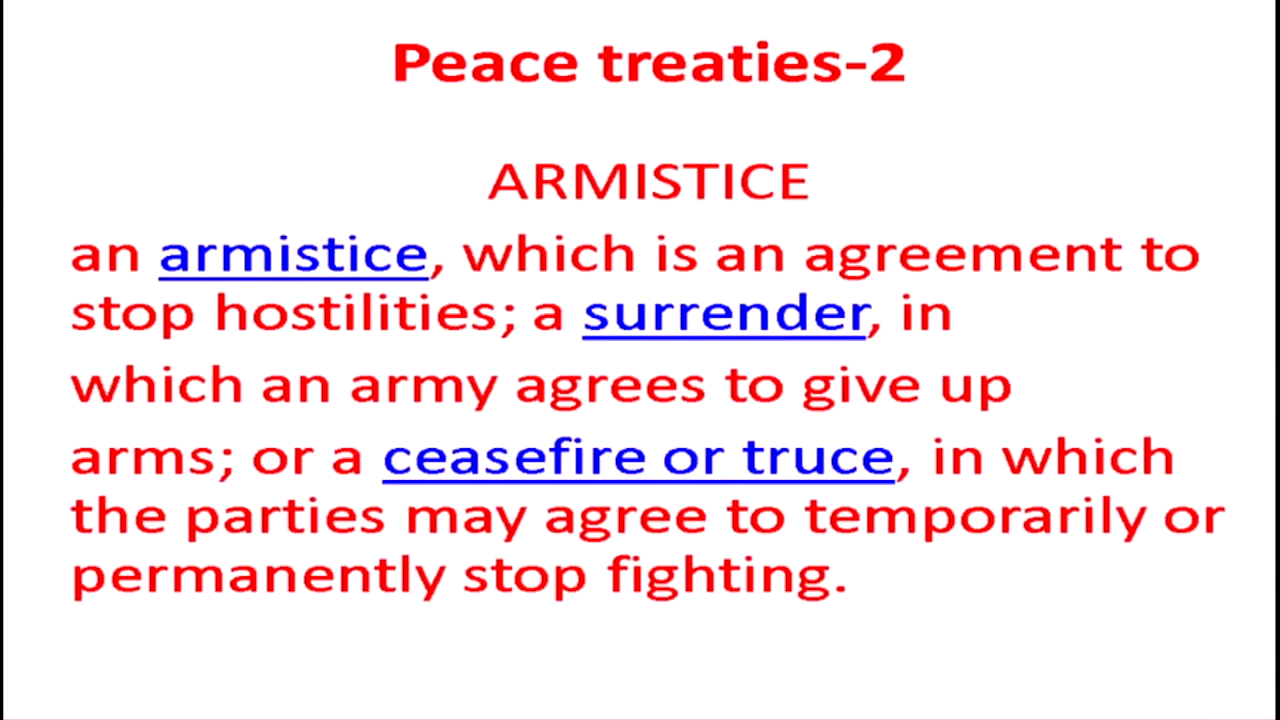 Peace treaties-2
ARMISTICE
an armistice, which is an agreement to
stop hostilities; a surrender, in
which an army agrees to give up
arms; or a ceasefire or truce, in which
the parties may agree to temporarily or
permanently stop fighting.